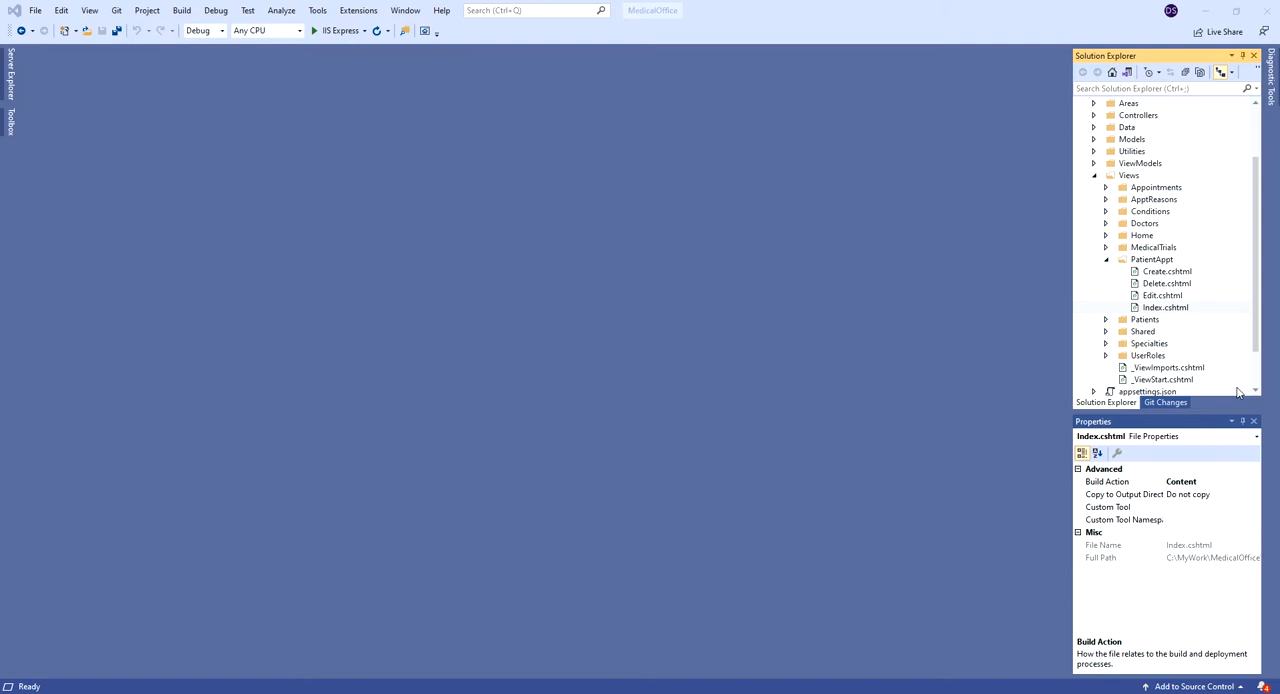 File Edit View Git Project Build Debug Test Analyze Tools Extensions Window Help Search (Ctrl+Q) MedicalOffice DS
Debug Any CPU IIS Express Live Share
Server Explorer
Toolbox
Solution Explorer
Search Solution Explorer (Ctrl+;)
Areas
Controllers
Data
Models
Utilities
ViewModels
Views
Appointments
ApptReasons
Conditions
Doctors
Home
MedicalTrials
PatientAppt
Create.cshtml
Delete.cshtml
Edit.cshtml
Index.cshtml
Patients
Shared
Specialties
UserRoles
_ViewImports.cshtml
_ViewStart.cshtml
appsettings.json
Solution Explorer Git Changes
Diagnostic Tools
Properties
Index.cshtml File Properties
Advanced
Build Action Content
Copy to Output Direct Do not copy
Custom Tool
Custom Tool Namesp.
Misc
File Name Index.cshtml
Full Path C:\MyWork\MedicalOffice
Build Action
How the file relates to the build and deployment
processes.
Ready Add to Source Control 4